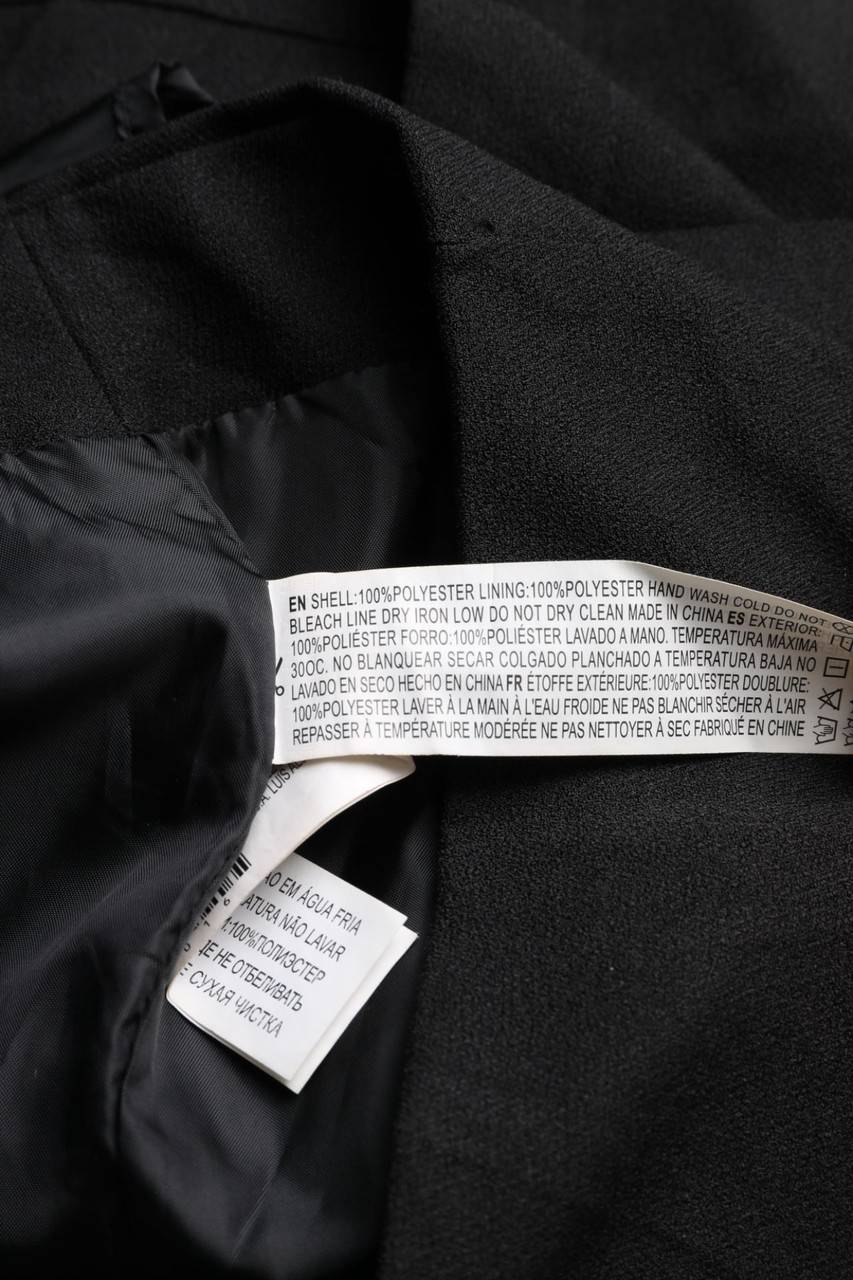 EN SHELL:100%POLYESTER LINING:100%POLYESTER HAND WASH COLD DO NOT
BLEACH LINE DRY IRON LOW DO NOT DRY CLEAN MADE IN CHINA ES EXTERIOR:
100%POLIÉSTER FORRO:100%POLIÉSTER LAVADO A MANO. TEMPERATURA MÁXIMA
30OC. NO BLANQUEAR SECAR COLGADO PLANCHADO A TEMPERATURA BAJA NO
LAVADO EN SECO HECHO EN CHINA FR ÉTOFFE EXTÉRIEURE:100%POLYESTER DOUBLURE:
100%POLYESTER LAVER À LA MAIN À L'EAU FROIDE NE PAS BLANCHIR SÉCHER À L'AIR
REPASSER À TEMPÉRATURE MODÉRÉE NE PAS NETTOYER À SEC FABRIQUÉ EN CHINE
LUIS
EM ÁGUA FRIA
NÃO LAVAR
:100%ПОЛИЭСТЕР
НЕ ОТБЕЛИВАТЬ
СУХАЯ ЧИСТКА